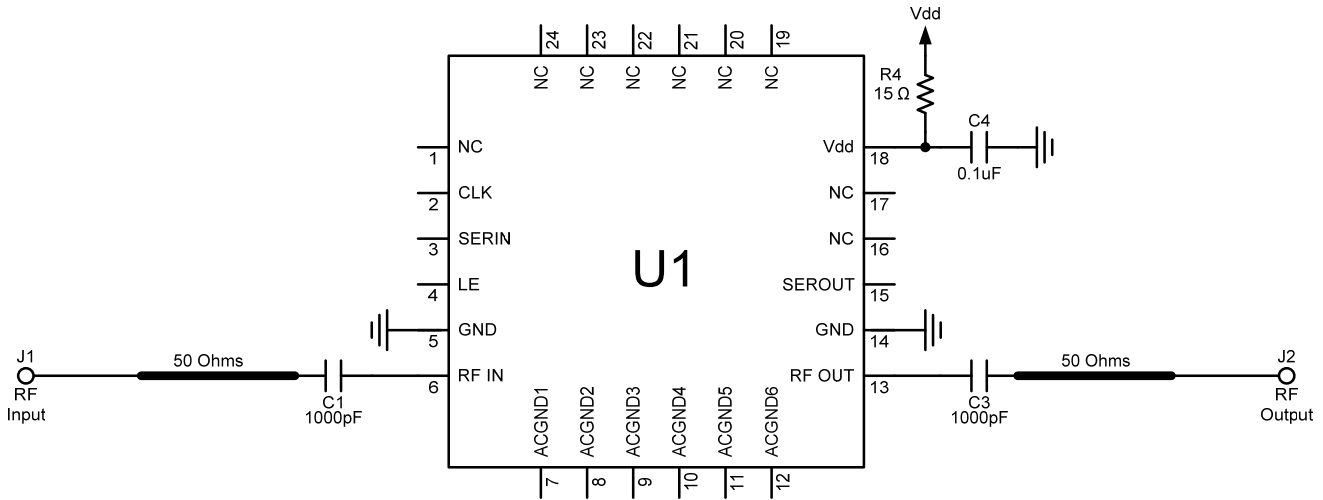 24
23
22
21
20
19
NC
NC
NC
NC
NC
NC
Vdd
R4
15 Ω
C4
0.1uF
1
NC
2
CLK
3
SERIN
4
LE
5
GND
6
RF IN
U1
Vdd
18
NC
17
NC
16
SEROUT
15
GND
14
RF OUT
13
J1
RF
Input
50 Ohms
C1
1000pF
C3
1000pF
50 Ohms
J2
RF
Output
ACGND1
ACGND2
ACGND3
ACGND4
ACGND5
ACGND6
7
8
9
10
11
12